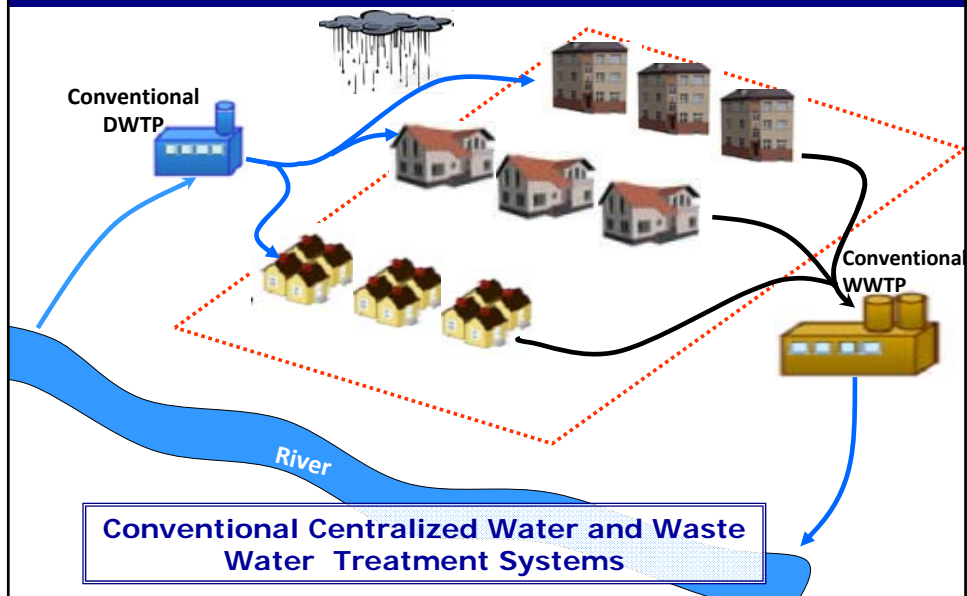 Conventional
DWTP
Conventional
WWTP
River
Conventional Centralized Water and Waste
Water Treatment Systems